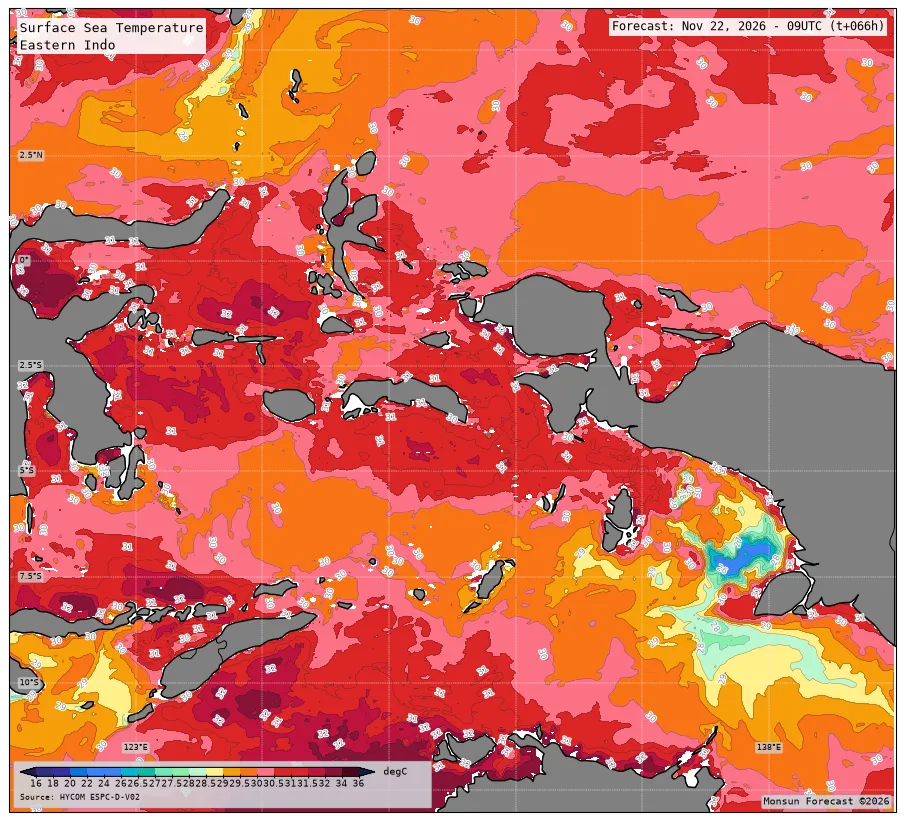 Surface Sea Temperature
Eastern Indo
Forecast: Nov 22, 2026 - 09UTC (t+066h)
2.5°N
0°
2.5°S
5°S
7.5°S
10°S
123°E
138°E
16 18 20 22 24 26 26.5 27 27.5 28 28.5 29 29.5 30 30.5 31 31.5 32 34 36
degC
Source: HYCOM ESPC-D-V02
Monsun Forecast ©2026